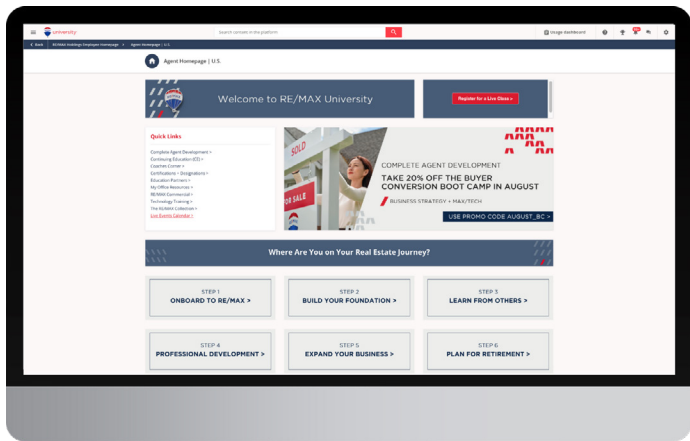 university
Search content in the platform
Usage dashboard
< Back
RE/MAX Holdings Employee Homepage > Agent Homepage | U.S.
Agent Homepage | U.S.
Welcome to RE/MAX University
Register for a Live Class »
Quick Links
Complete Agent Development >
Continuing Education (CE) >
Coaches Corner >
Certifications + Designations >
Education Partners >
My Office Resources >
RE/MAX Commercial >
Technology Training >
The RE/MAX Collection >
Live Events Calendar >
SOLD
FOR SALE
COMPLETE AGENT DEVELOPMENT
TAKE 20% OFF THE BUYER
CONVERSION BOOT CAMP IN AUGUST
BUSINESS STRATEGY + MAX/TECH
USE PROMO CODE AUGUST_BC >
Where Are You on Your Real Estate Journey?
STEP 1
ONBOARD TO RE/MAX >
STEP 2
BUILD YOUR FOUNDATION >
STEP 3
LEARN FROM OTHERS >
STEP 4
PROFESSIONAL DEVELOPMENT >
STEP 5
EXPAND YOUR BUSINESS >
STEP 6
PLAN FOR RETIREMENT >